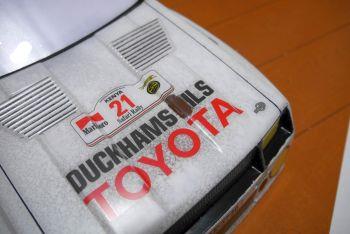 KENYA
21
Marlboro
Safari Rally
DUCKHAMS OILS
TOYOTA